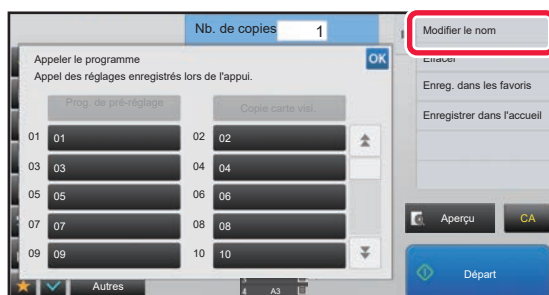 Nb. de copies 1
Modifier le nom
Appeler le programme
OK
Appel des réglages enregistrés lors de l'appui.
Effacer
Enreg. dans les favoris
Enregistrer dans l'accueil
Prog. de pré-réglage
Copie carte visi.
01 01
02 02
03 03
04 04
05 05
06 06
07 07
08 08
09 09
10 10
Aperçu
CA
Départ
Autres
4 A3